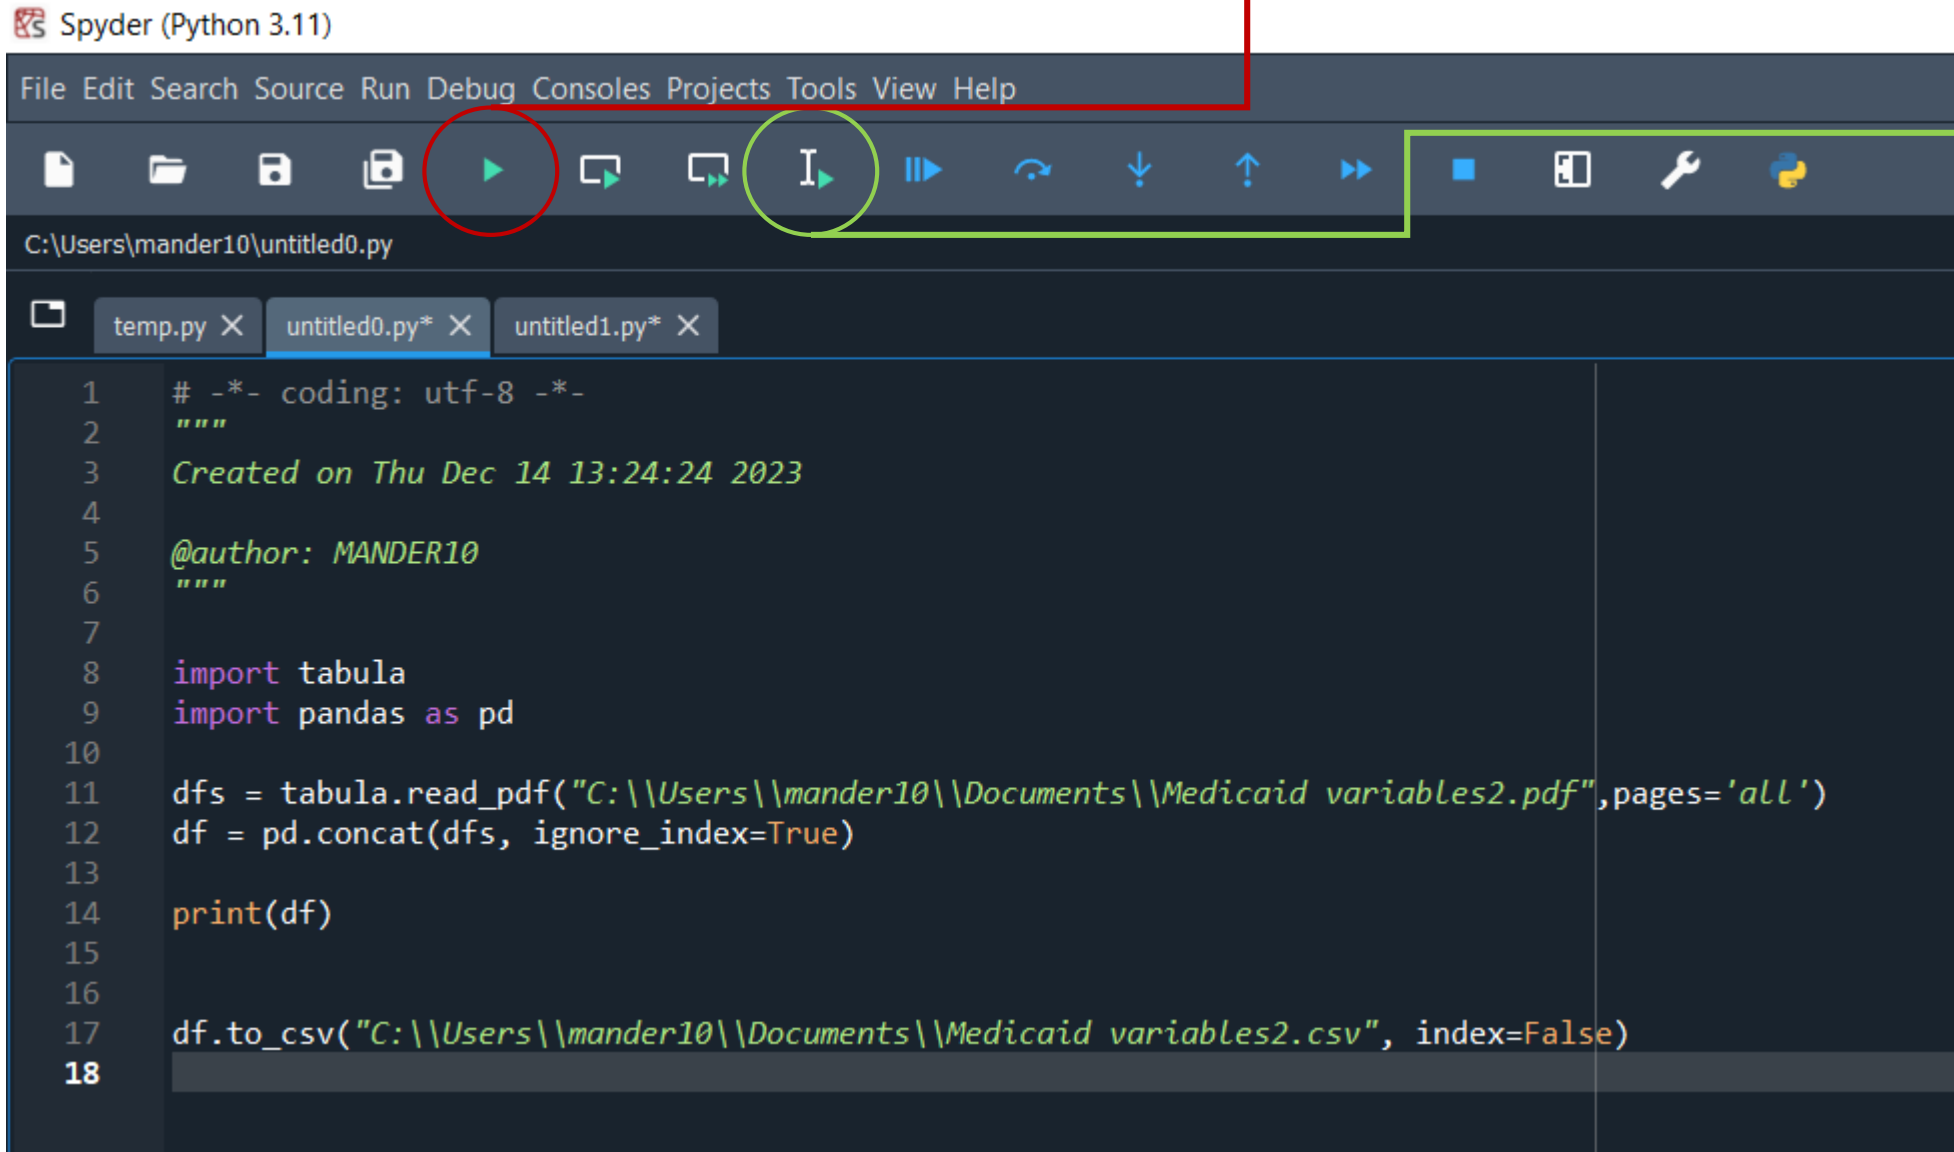 Spyder (Python 3.11)
File Edit Search Source Run Debug Consoles Projects Tools View Help
C:\Users\mander10\untitled0.py
temp.py untitled0.py* untitled1.py*
1 # -*- coding: utf-8 -*-
2 """
3 Created on Thu Dec 14 13:24:24 2023
4
5 @author: MANDER10
6 """
7
8 import tabula
9 import pandas as pd
10
11 dfs = tabula.read_pdf("C:\\Users\\mander10\\Documents\\Medicaid variables2.pdf",pages='all')
12 df = pd.concat(dfs, ignore_index=True)
13
14 print(df)
15
16
17 df.to_csv("C:\\Users\\mander10\\Documents\\Medicaid variables2.csv", index=False)
18